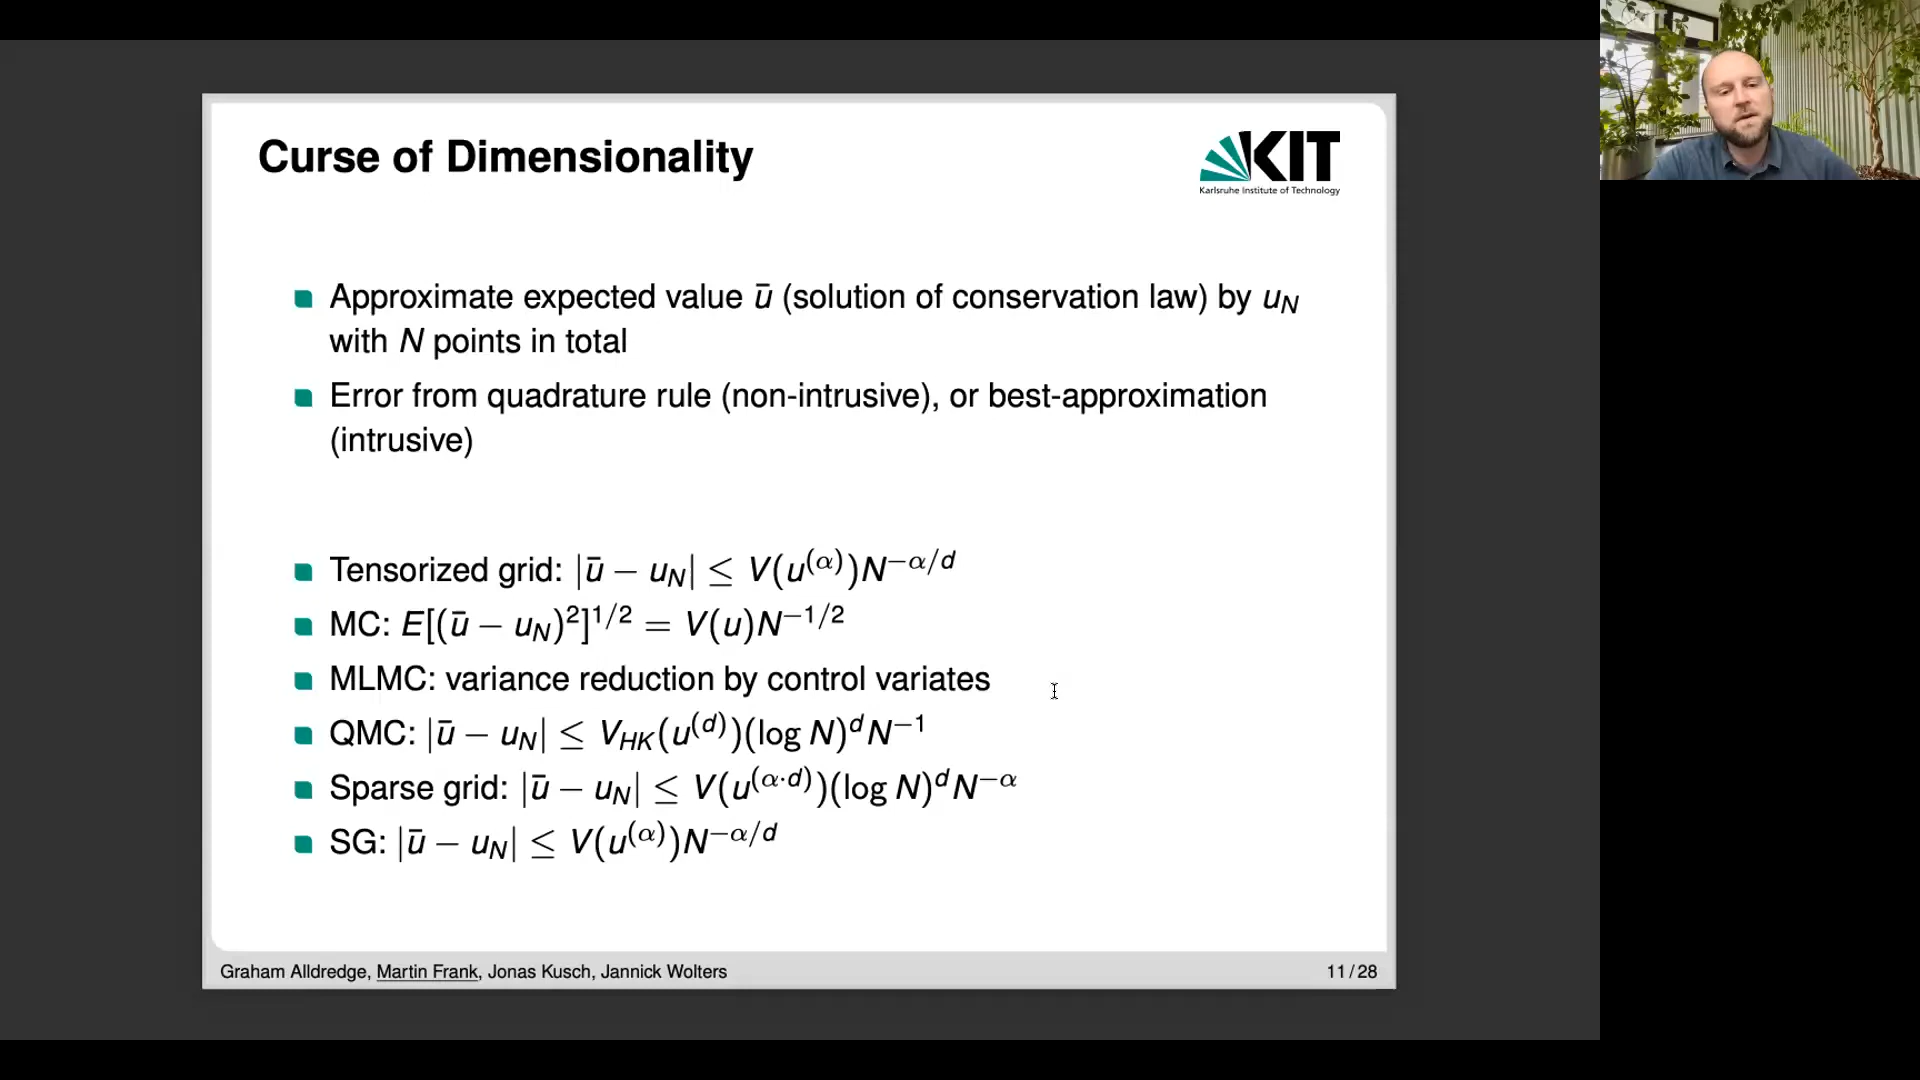 Curse of Dimensionality
KIT
Karlsruhe Institute of Technology
Approximate expected value ū (solution of conservation law) by u_N
with N points in total
Error from quadrature rule (non-intrusive), or best-approximation
(intrusive)
Tensorized grid: |ū − u_N| ≤ V(u^(α))N^−α/d
MC: E[(ū − u_N)²]^1/2 = V(u)N^−1/2
MLMC: variance reduction by control variates
QMC: |ū − u_N| ≤ V_HK(u^(d))(log N)^d N^−1
Sparse grid: |ū − u_N| ≤ V(u^(α·d))(log N)^d N^−α
SG: |ū − u_N| ≤ V(u^(α))N^−α/d
Graham Alldredge, Martin Frank, Jonas Kusch, Jannick Wolters
11/28